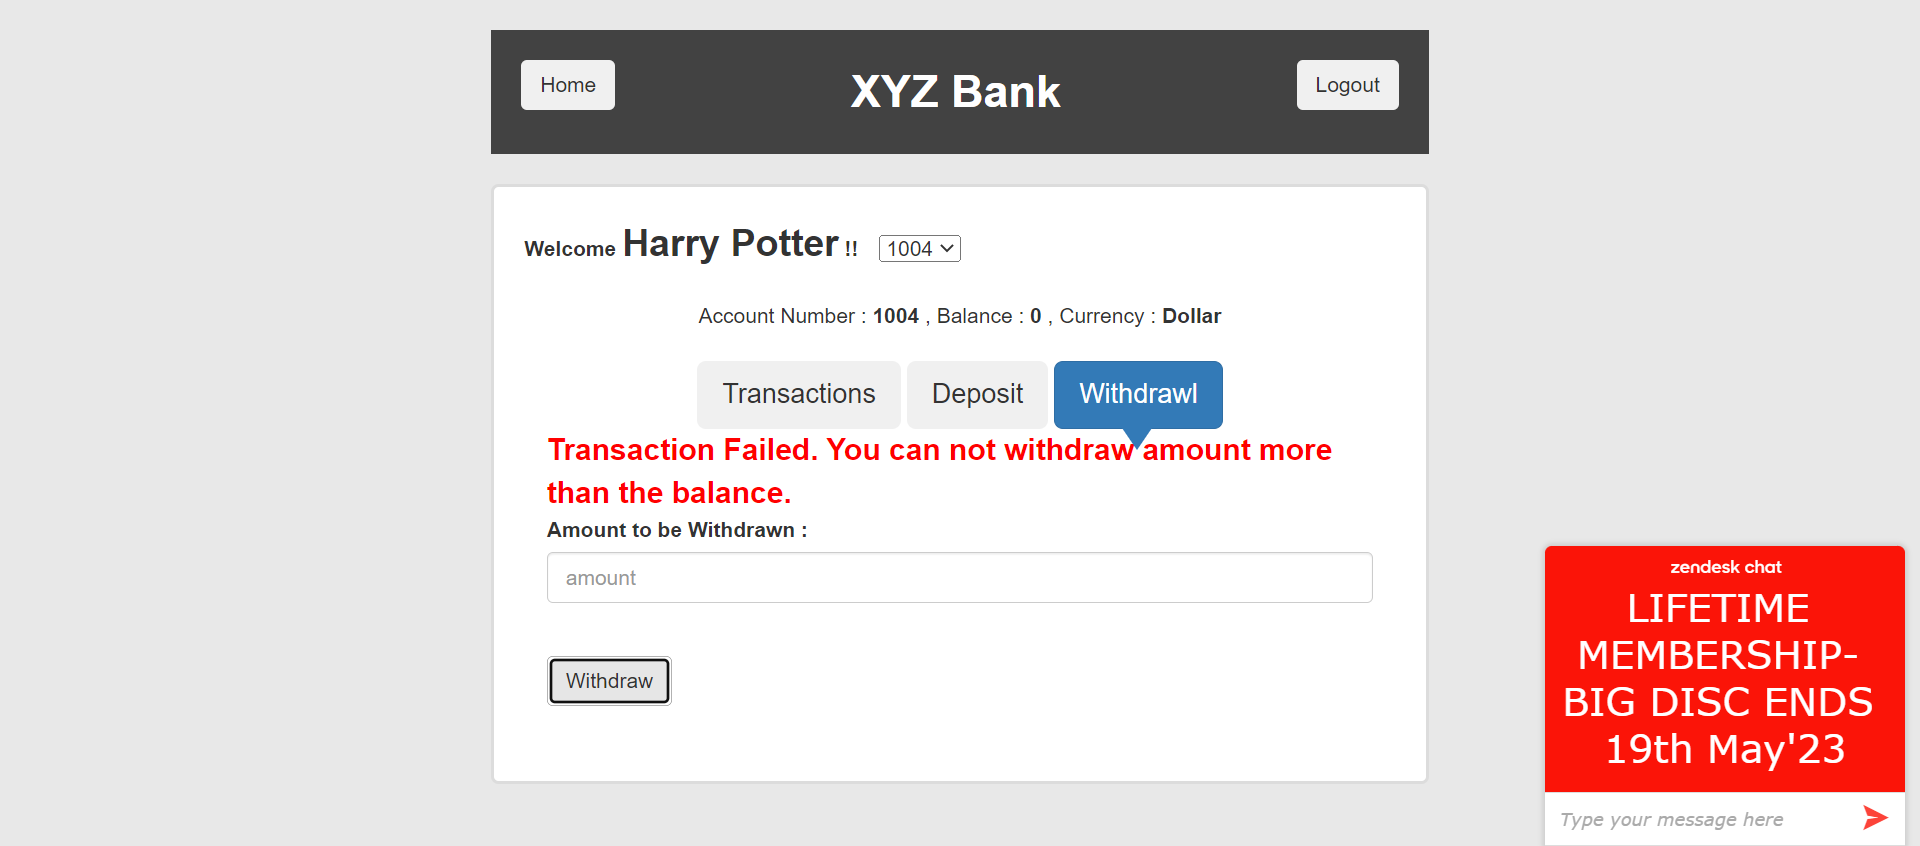 Home
XYZ Bank
Logout
Welcome Harry Potter !! 1004
Account Number : 1004 , Balance : 0 , Currency : Dollar
Transactions
Deposit
Withdrawl
Transaction Failed. You can not withdraw amount more
than the balance.
Amount to be Withdrawn :
amount
Withdraw
zendesk chat
LIFETIME
MEMBERSHIP-
BIG DISC ENDS
19th May'23
Type your message here